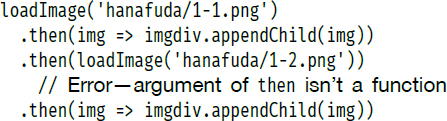 loadImage('hanafuda/1-1.png')
  .then(img => imgdiv.appendChild(img))
  .then(loadImage('hanafuda/1-2.png'))
    // Error—argument of then isn't a function
  .then(img => imgdiv.appendChild(img))